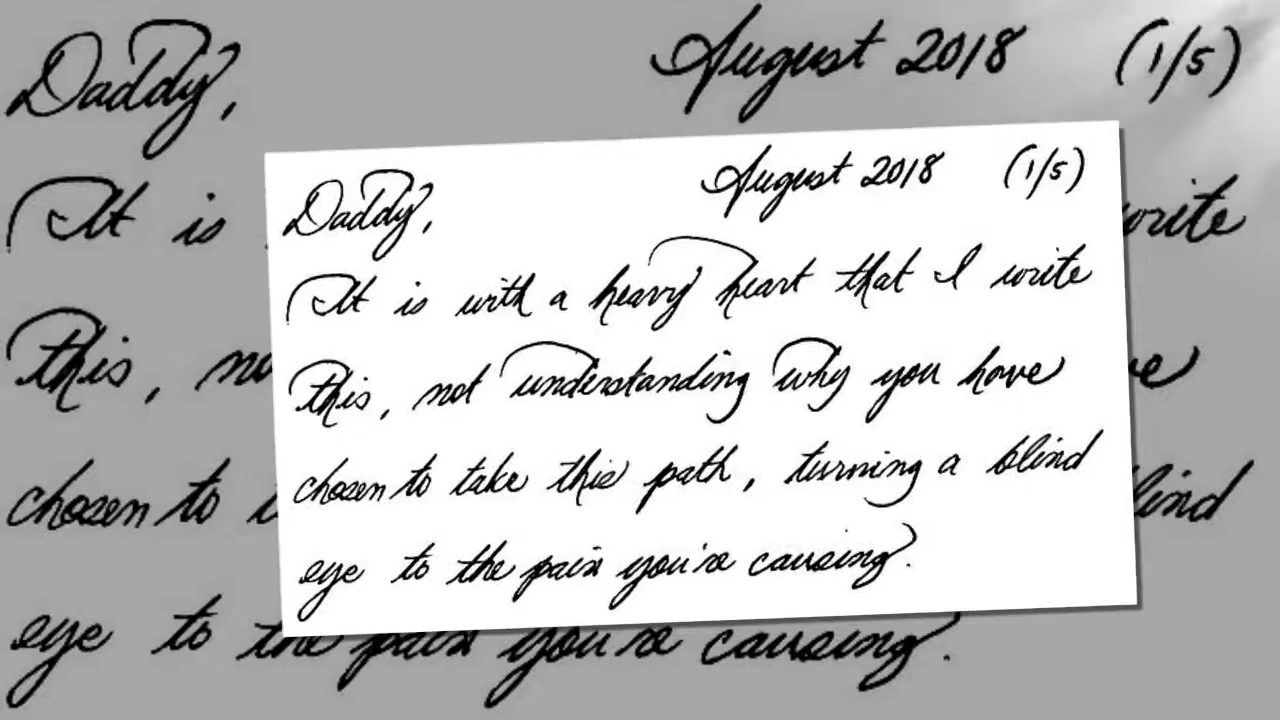 Daddy, August 2018 (1/5)
It is with a heavy heart that I write
this, not understanding why you have
chosen to take this path, turning a blind
eye to the pain you're causing.